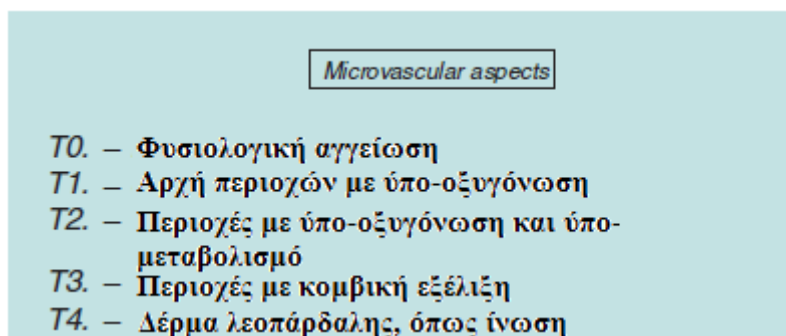 Microvascular aspects
T0. – Φυσιολογική αγγείωση
T1. – Αρχή περιοχών με ύπο-οξυγόνωση
T2. – Περιοχές με ύπο-οξυγόνωση και ύπο-
μεταβολισμό
T3. – Περιοχές με κομβική εξέλιξη
T4. – Δέρμα λεοπάρδαλης, όπως ίνωση